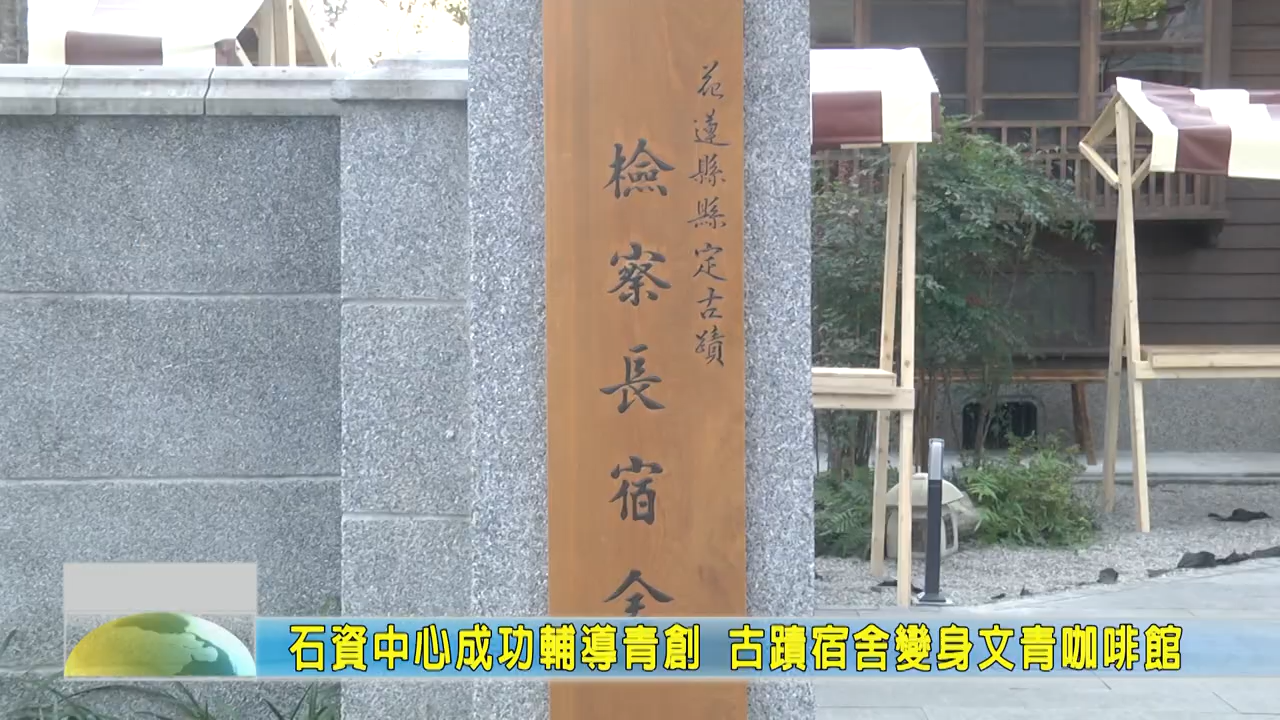 花蓮縣縣定古蹟
檢察長宿舍
石資中心成功輔導青創 古蹟宿舍變身文青咖啡館